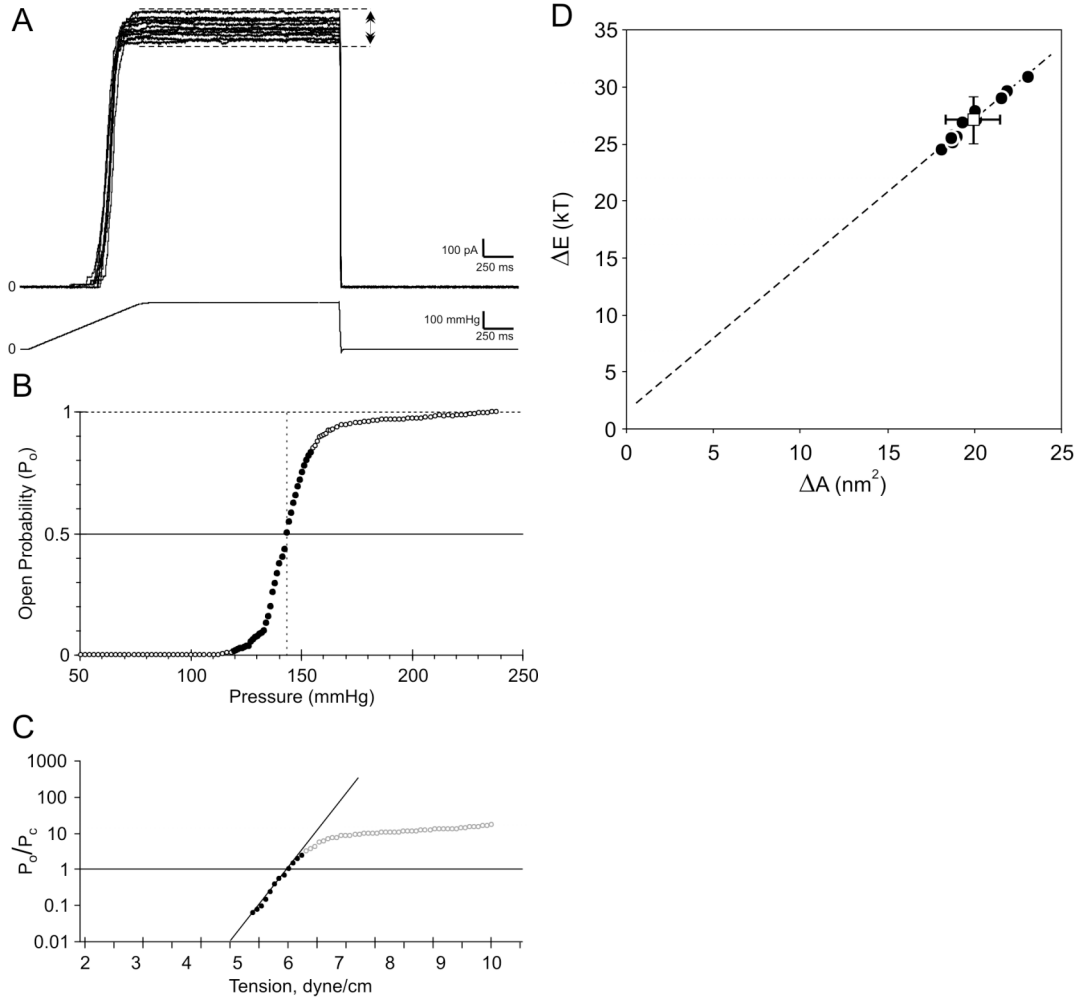 A
100 pA
250 ms
0
100 mmHg
250 ms
0
B
Open Probability (Pₒ)
1
0.5
0
50
100
150
200
250
Pressure (mmHg)
C
Pₒ/P꜀
1000
100
10
1
0.1
0.01
2
3
4
5
6
7
8
9
10
Tension, dyne/cm
D
ΔE (kT)
35
30
25
20
15
10
5
0
0
5
10
15
20
25
ΔA (nm²)